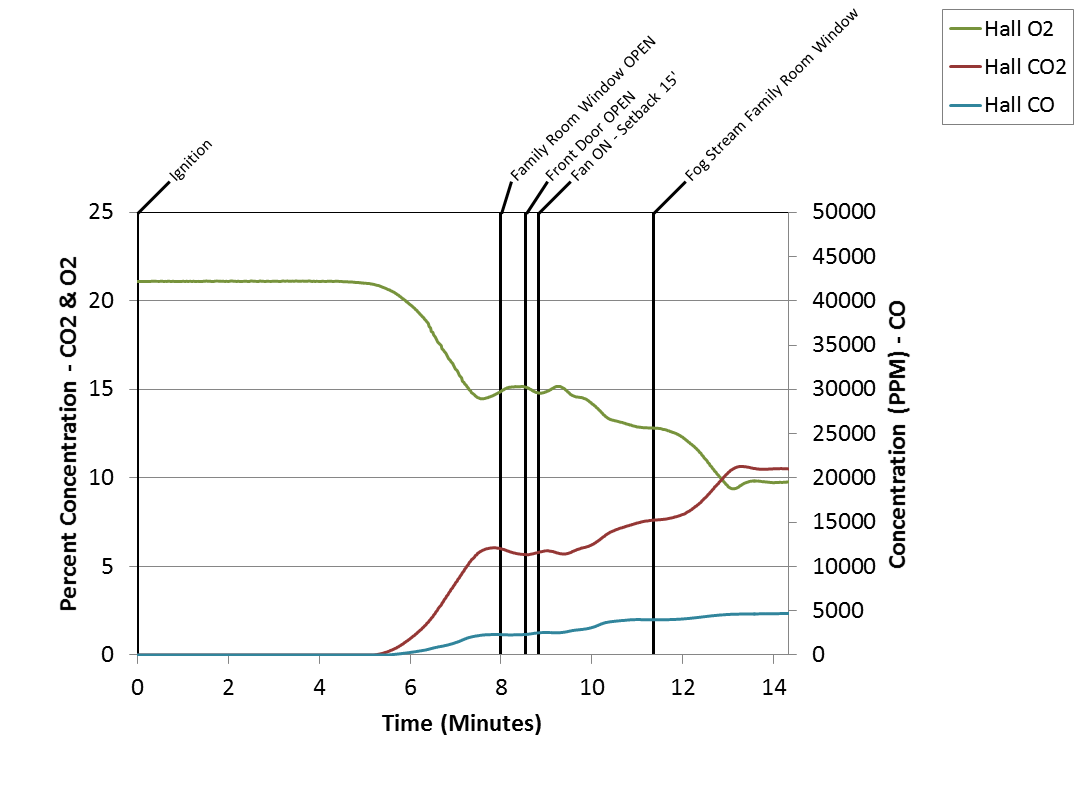 Hall O2
Hall CO2
Hall CO
Ignition
Family Room Window OPEN
Front Door OPEN
Fan ON - Setback 15'
Fog Stream Family Room Window
25
20
15
10
5
0
Percent Concentration - CO2 & O2
50000
45000
40000
35000
30000
25000
20000
15000
10000
5000
0
Concentration (PPM) - CO
0 2 4 6 8 10 12 14
Time (Minutes)